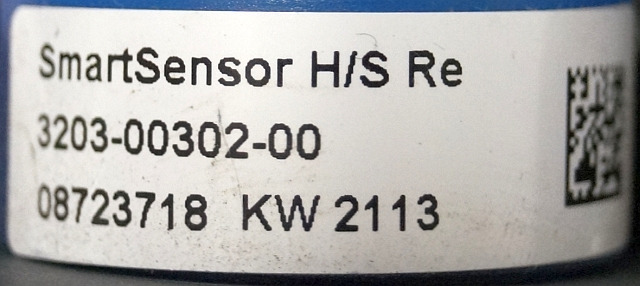 SmartSensor H/S Re
3203-00302-00
08723718 KW 2113